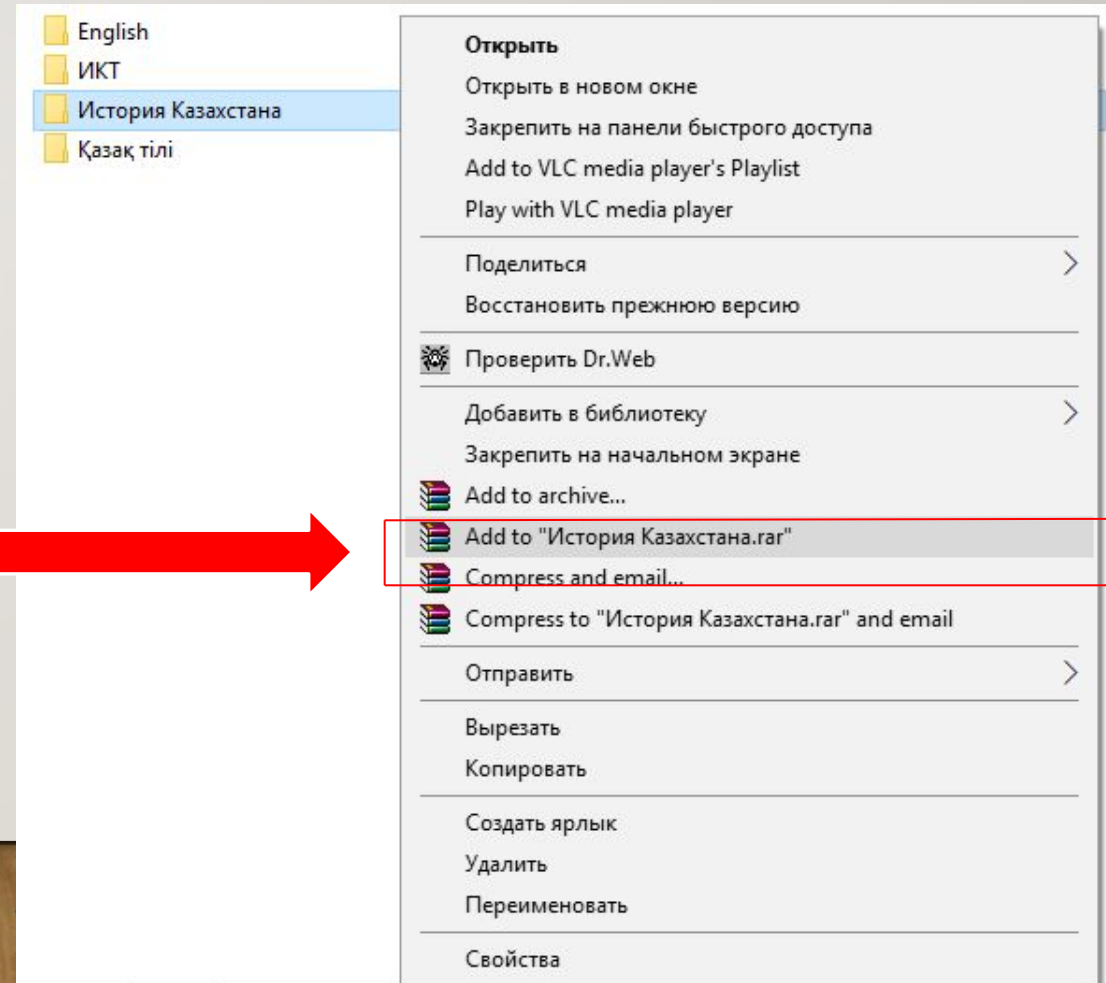 English
ИКТ
История Казахстана
Қазақ тілі
Открыть
Открыть в новом окне
Закрепить на панели быстрого доступа
Add to VLC media player's Playlist
Play with VLC media player
Поделиться
Восстановить прежнюю версию
Проверить Dr.Web
Добавить в библиотеку
Закрепить на начальном экране
Add to archive...
Add to "История Казахстана.rar"
Compress and email...
Compress to "История Казахстана.rar" and email
Отправить
Вырезать
Копировать
Создать ярлык
Удалить
Переименовать
Свойства